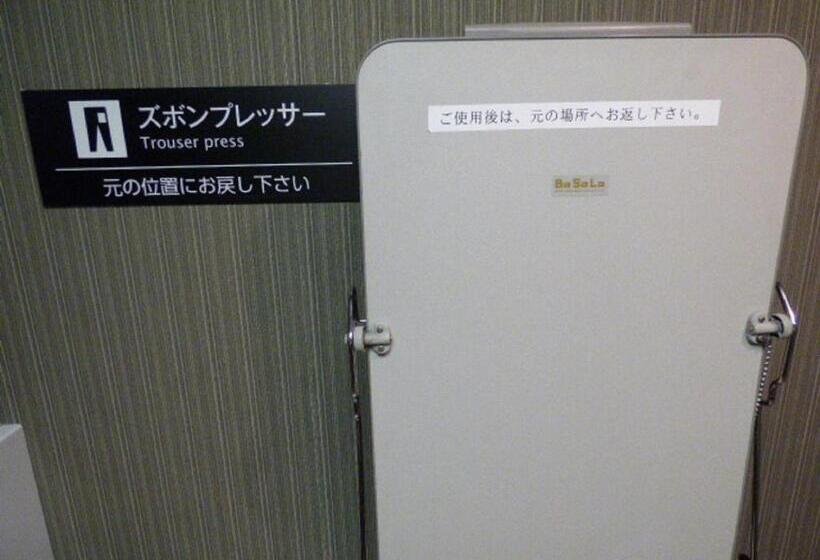 ズボンプレッサー
Trouser press
元の位置にお戻し下さい
ご使用後は、元の場所へお返し下さい。
BaSaLa